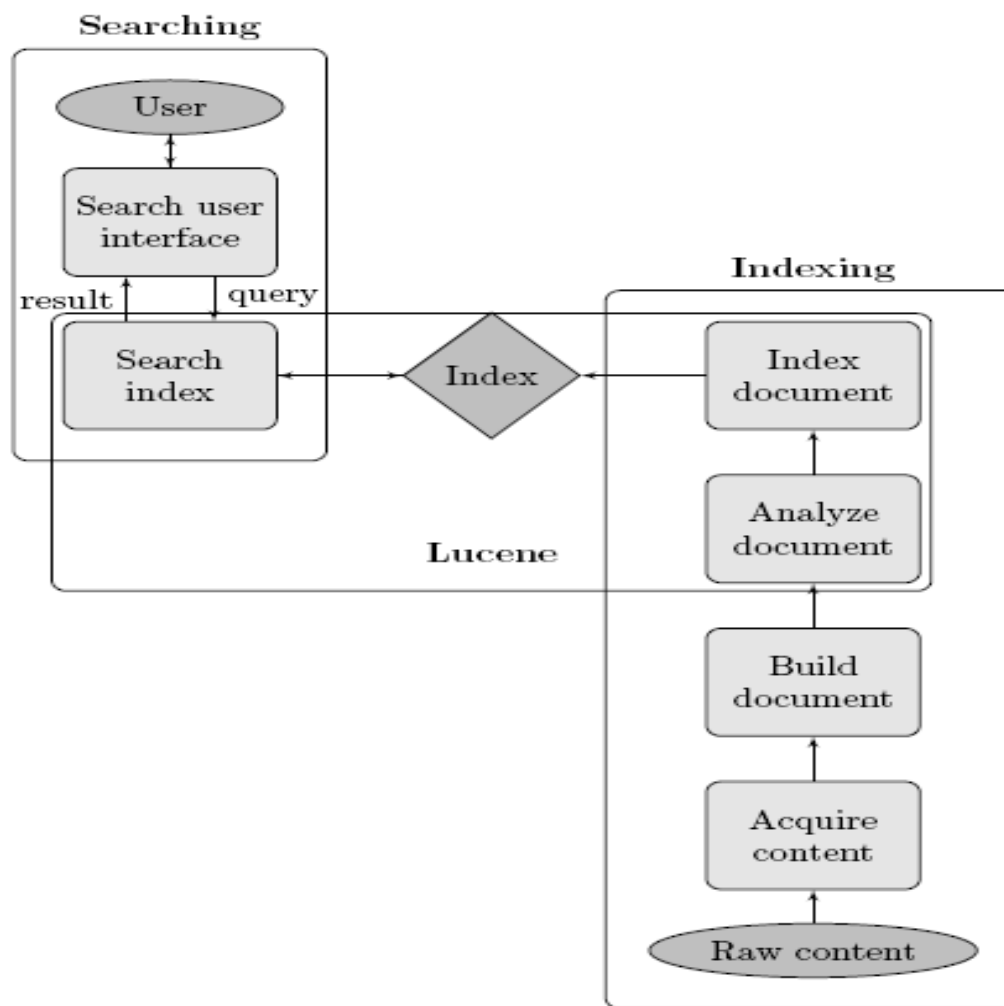 Searching
User
Search user
interface
result
query
Search
index
Index
Indexing
Index
document
Analyze
document
Lucene
Build
document
Acquire
content
Raw content